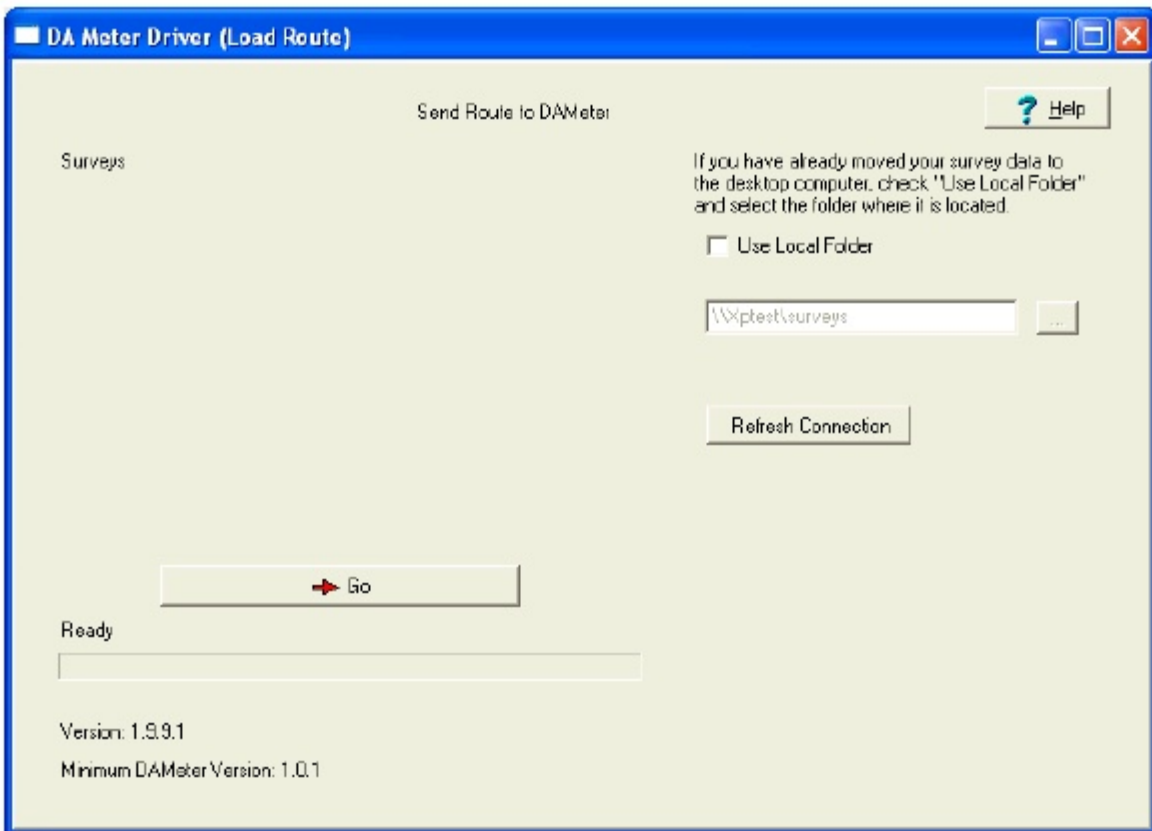 DA Meter Driver (Load Route)
Send Route to DAMeter
? Help
Surveys
If you have already moved your survey data to
the desktop computer, check "Use Local Folder"
and select the folder where it is located.
Use Local Folder
\\Xptest\surveys
...
Refresh Connection
Go
Ready
Version: 1.9.9.1
Minimum DAMeter Version: 1.0.1